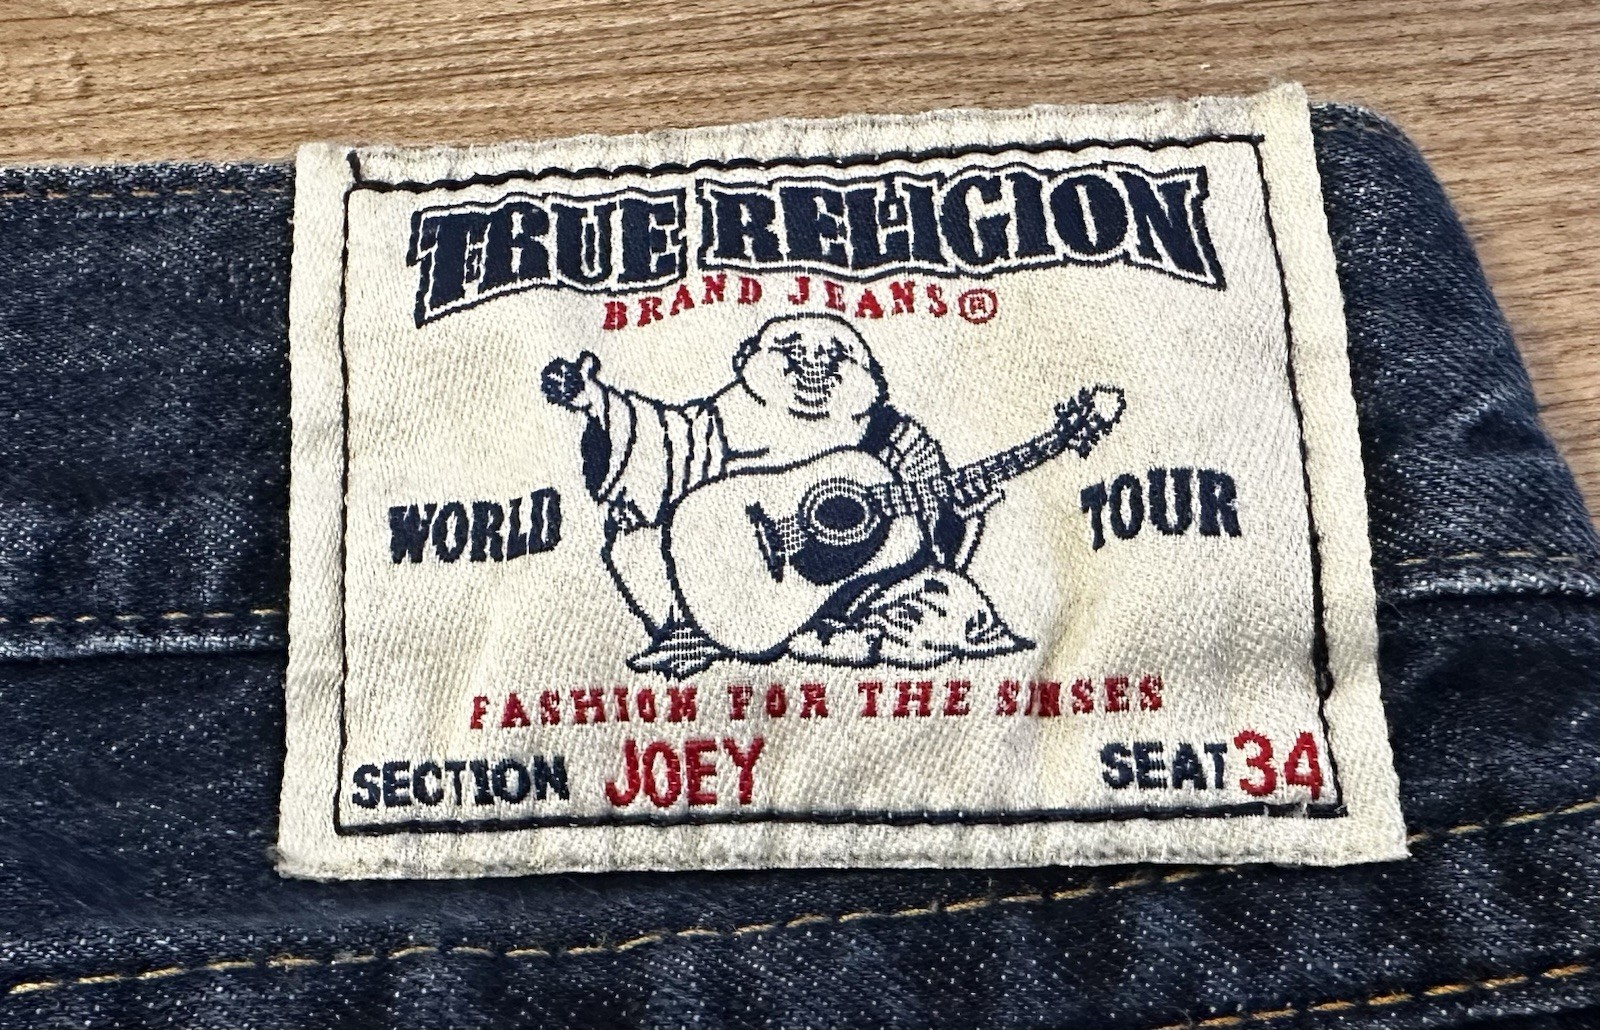 TRUE RELIGION
BRAND JEANS®
WORLD TOUR
FASHION FOR THE SENSES
SECTION JOEY SEAT 34